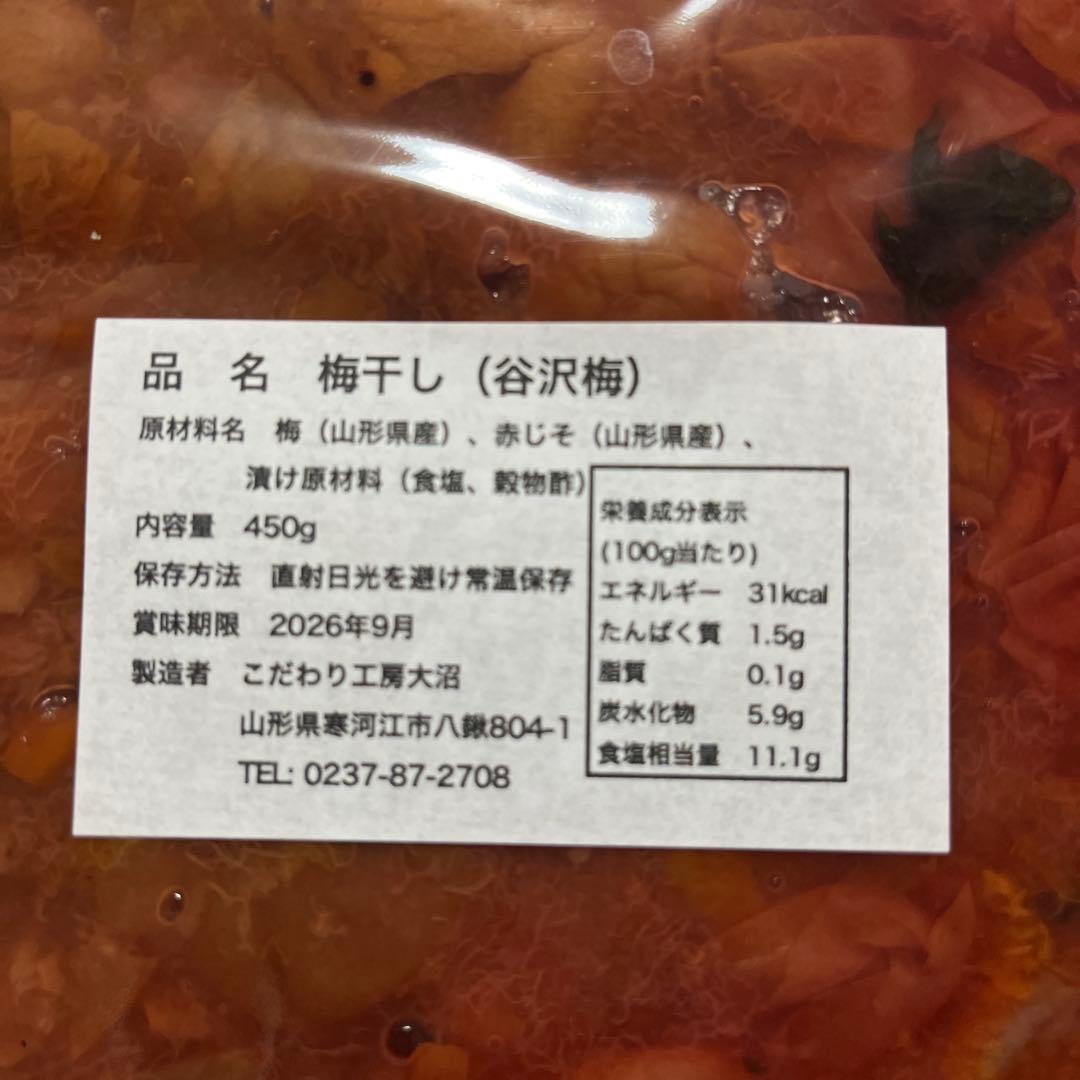 品 名 梅干し（谷沢梅）
原材料名 梅（山形県産）、赤じそ（山形県産）、
漬け原材料（食塩、穀物酢）
内容量 450g
保存方法 直射日光を避け常温保存
賞味期限 2026年9月
製造者 こだわり工房大沼
山形県寒河江市八鍬804-1
TEL: 0237-87-2708
栄養成分表示
(100g当たり)
エネルギー 31kcal
たんぱく質 1.5g
脂質 0.1g
炭水化物 5.9g
食塩相当量 11.1g